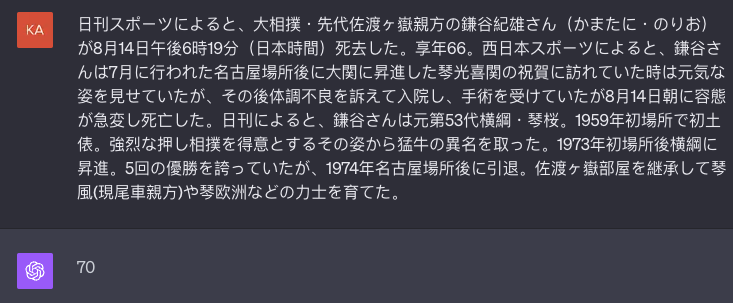 KA
日刊スポーツによると、大相撲・先代佐渡ヶ嶽親方の鎌谷紀雄さん（かまたに・のりお）
が8月14日午後6時19分（日本時間）死去した。享年66。西日本スポーツによると、鎌谷さ
んは7月に行われた名古屋場所後に大関に昇進した琴光喜関の祝賀に訪れていた時は元気な
姿を見せていたが、その後体調不良を訴えて入院し、手術を受けていたが8月14日朝に容態
が急変し死亡した。日刊によると、鎌谷さんは元第53代横綱・琴桜。1959年初場所で初土
俵。強烈な押し相撲を得意とするその姿から猛牛の異名を取った。1973年初場所後横綱に
昇進。5回の優勝を誇っていたが、1974年名古屋場所後に引退。佐渡ヶ嶽部屋を継承して琴
風(現尾車親方)や琴欧洲などの力士を育てた。
70